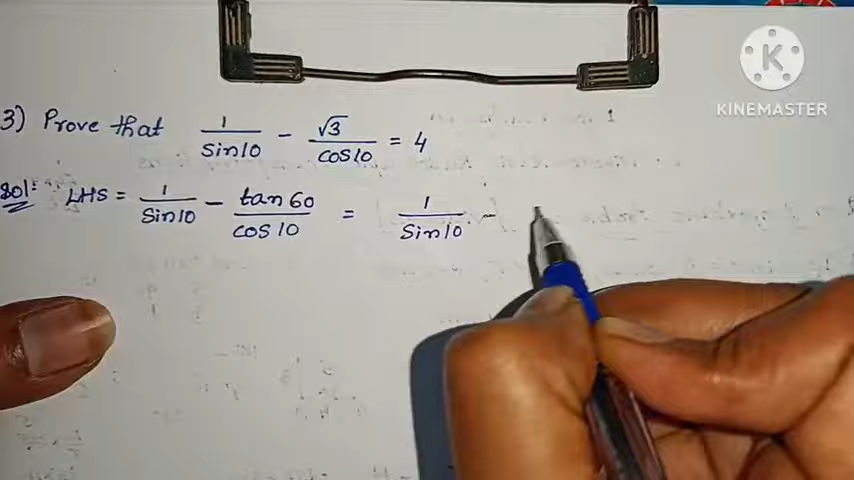 KINEMASTER
3) Prove that 1/Sin10 - √3/cos10 = 4
Sol: LHS = 1/Sin10 - tan60/cos10 = 1/Sin10 -